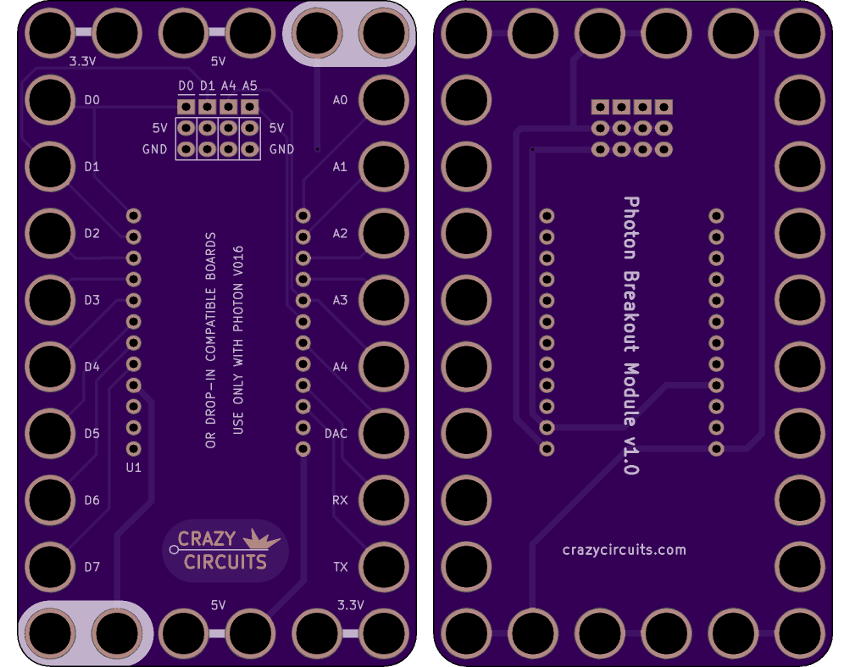 3.3V 5V
D0 D1 A4 A5
D0 A0
5V 5V
GND GND
D1 A1
D2 A2
D3 A3
D4 A4
D5 DAC
D6 RX
D7 TX
OR DROP-IN COMPATIBLE BOARDS
USE ONLY WITH PHOTON V016
U1
CRAZY
CIRCUITS
5V 3.3V
Photon Breakout Module v1.0
crazycircuits.com